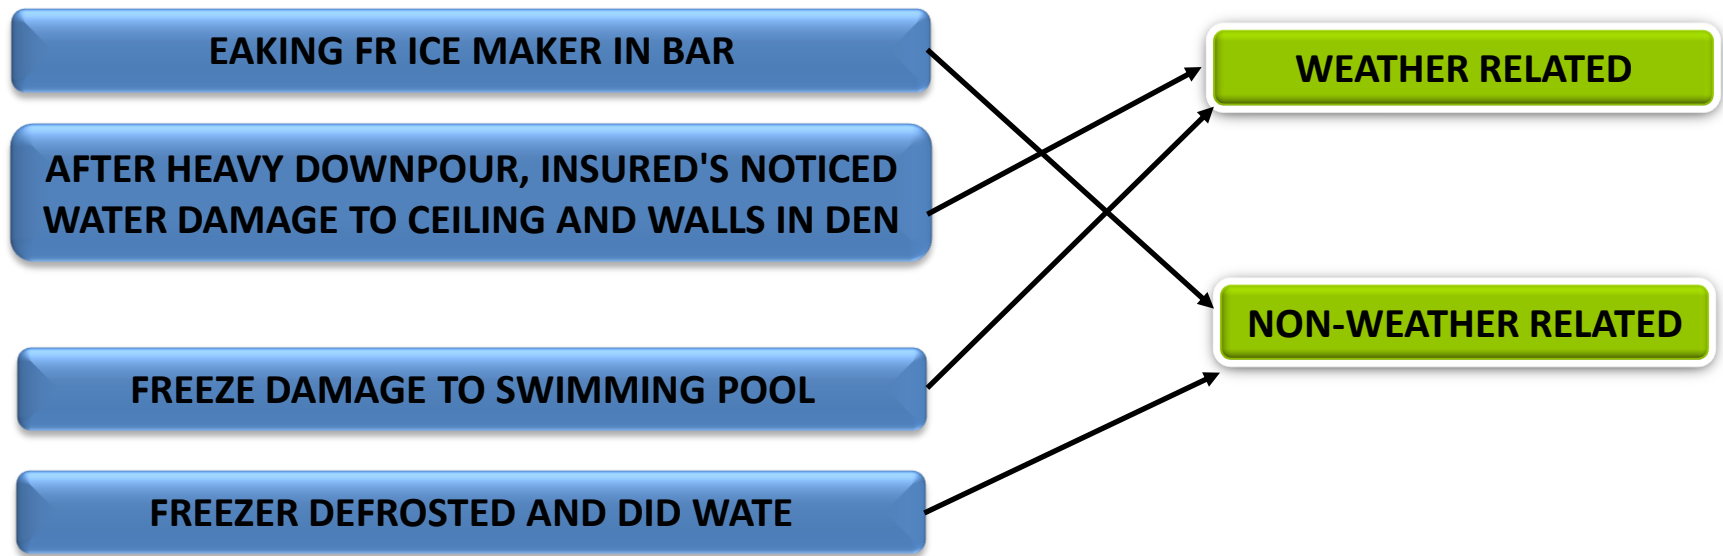 EAKING FR ICE MAKER IN BAR
AFTER HEAVY DOWNPOUR, INSURED'S NOTICED
WATER DAMAGE TO CEILING AND WALLS IN DEN
FREEZE DAMAGE TO SWIMMING POOL
FREEZER DEFROSTED AND DID WATE
WEATHER RELATED
NON-WEATHER RELATED